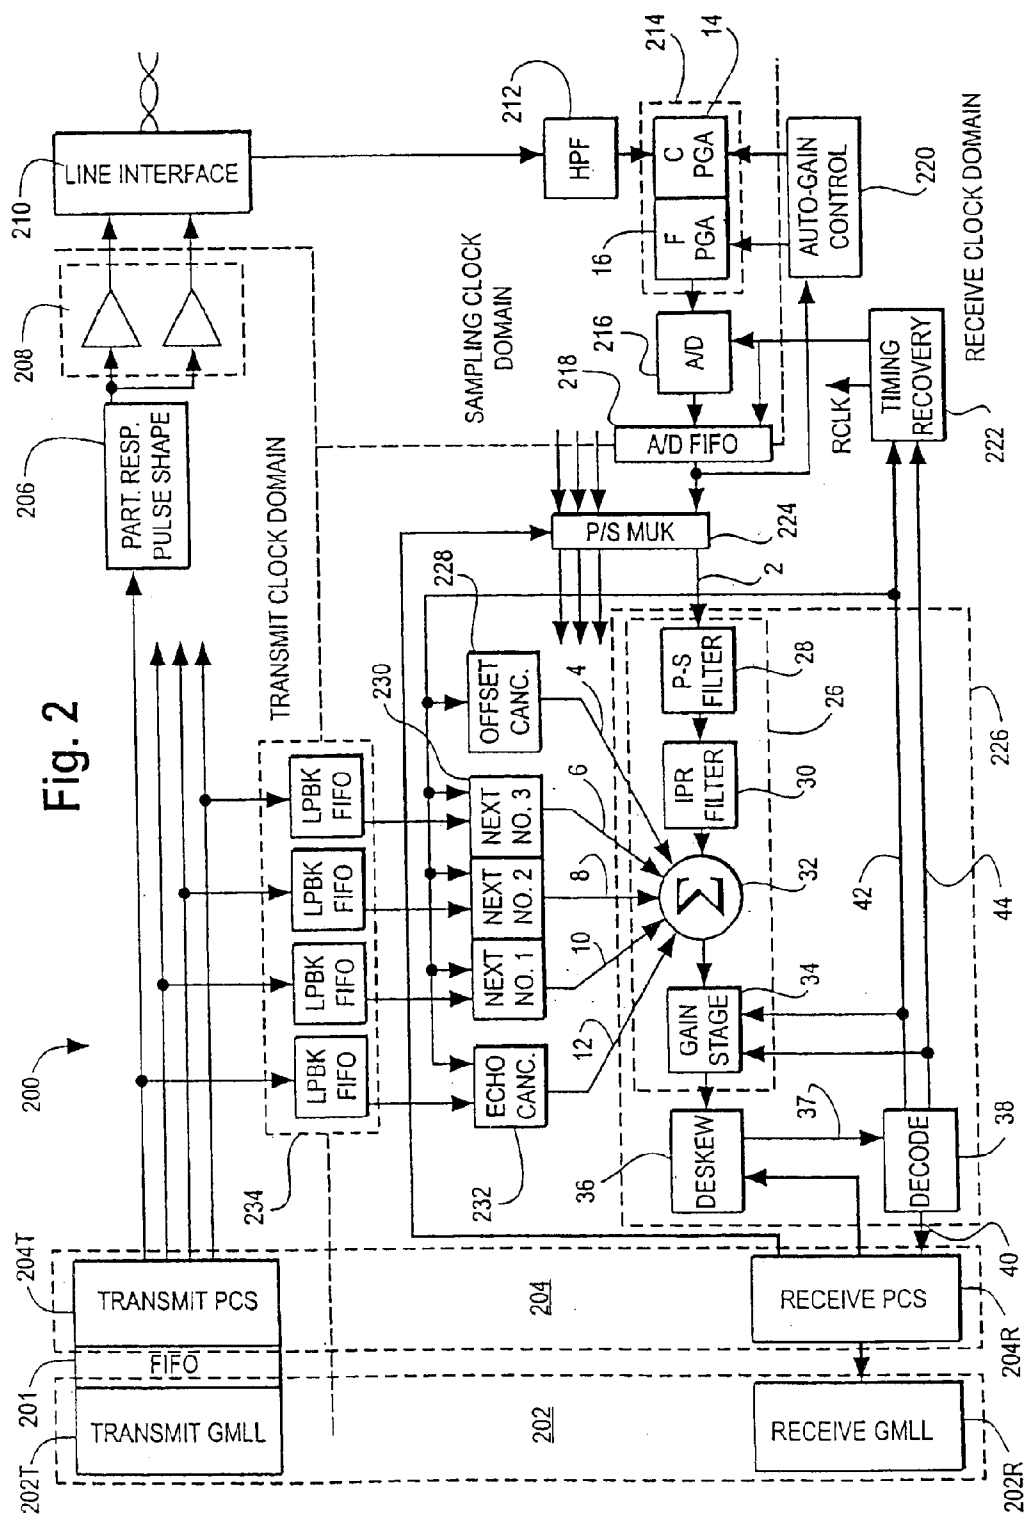 Fig. 2
200
202T
TRANSMIT GMLL
201
FIFO
204T
TRANSMIT PCS
206
PART. RESP.
PULSE SHAPE
208
210
LINE INTERFACE
TRANSMIT CLOCK DOMAIN
234
LPBK
FIFO
LPBK
FIFO
LPBK
FIFO
LPBK
FIFO
232
ECHO
CANC.
NEXT
NO. 1
NEXT
NO. 2
NEXT
NO. 3
230
OFFSET
CANC.
228
SAMPLING CLOCK
DOMAIN
212
HPF
12
10
8
6
4
2
P/S MUK
224
A/D FIFO
218
A/D
216
F
PGA
16
C
PGA
14
214
202
204
36
DESKEW
GAIN
STAGE
34
Σ
32
IPR
FILTER
30
P-S
FILTER
28
26
37
42
44
226
RCLK
TIMING
RECOVERY
222
AUTO-GAIN
CONTROL
220
RECEIVE CLOCK DOMAIN
RECEIVE GMLL
202R
RECEIVE PCS
204R
40
DECODE
38